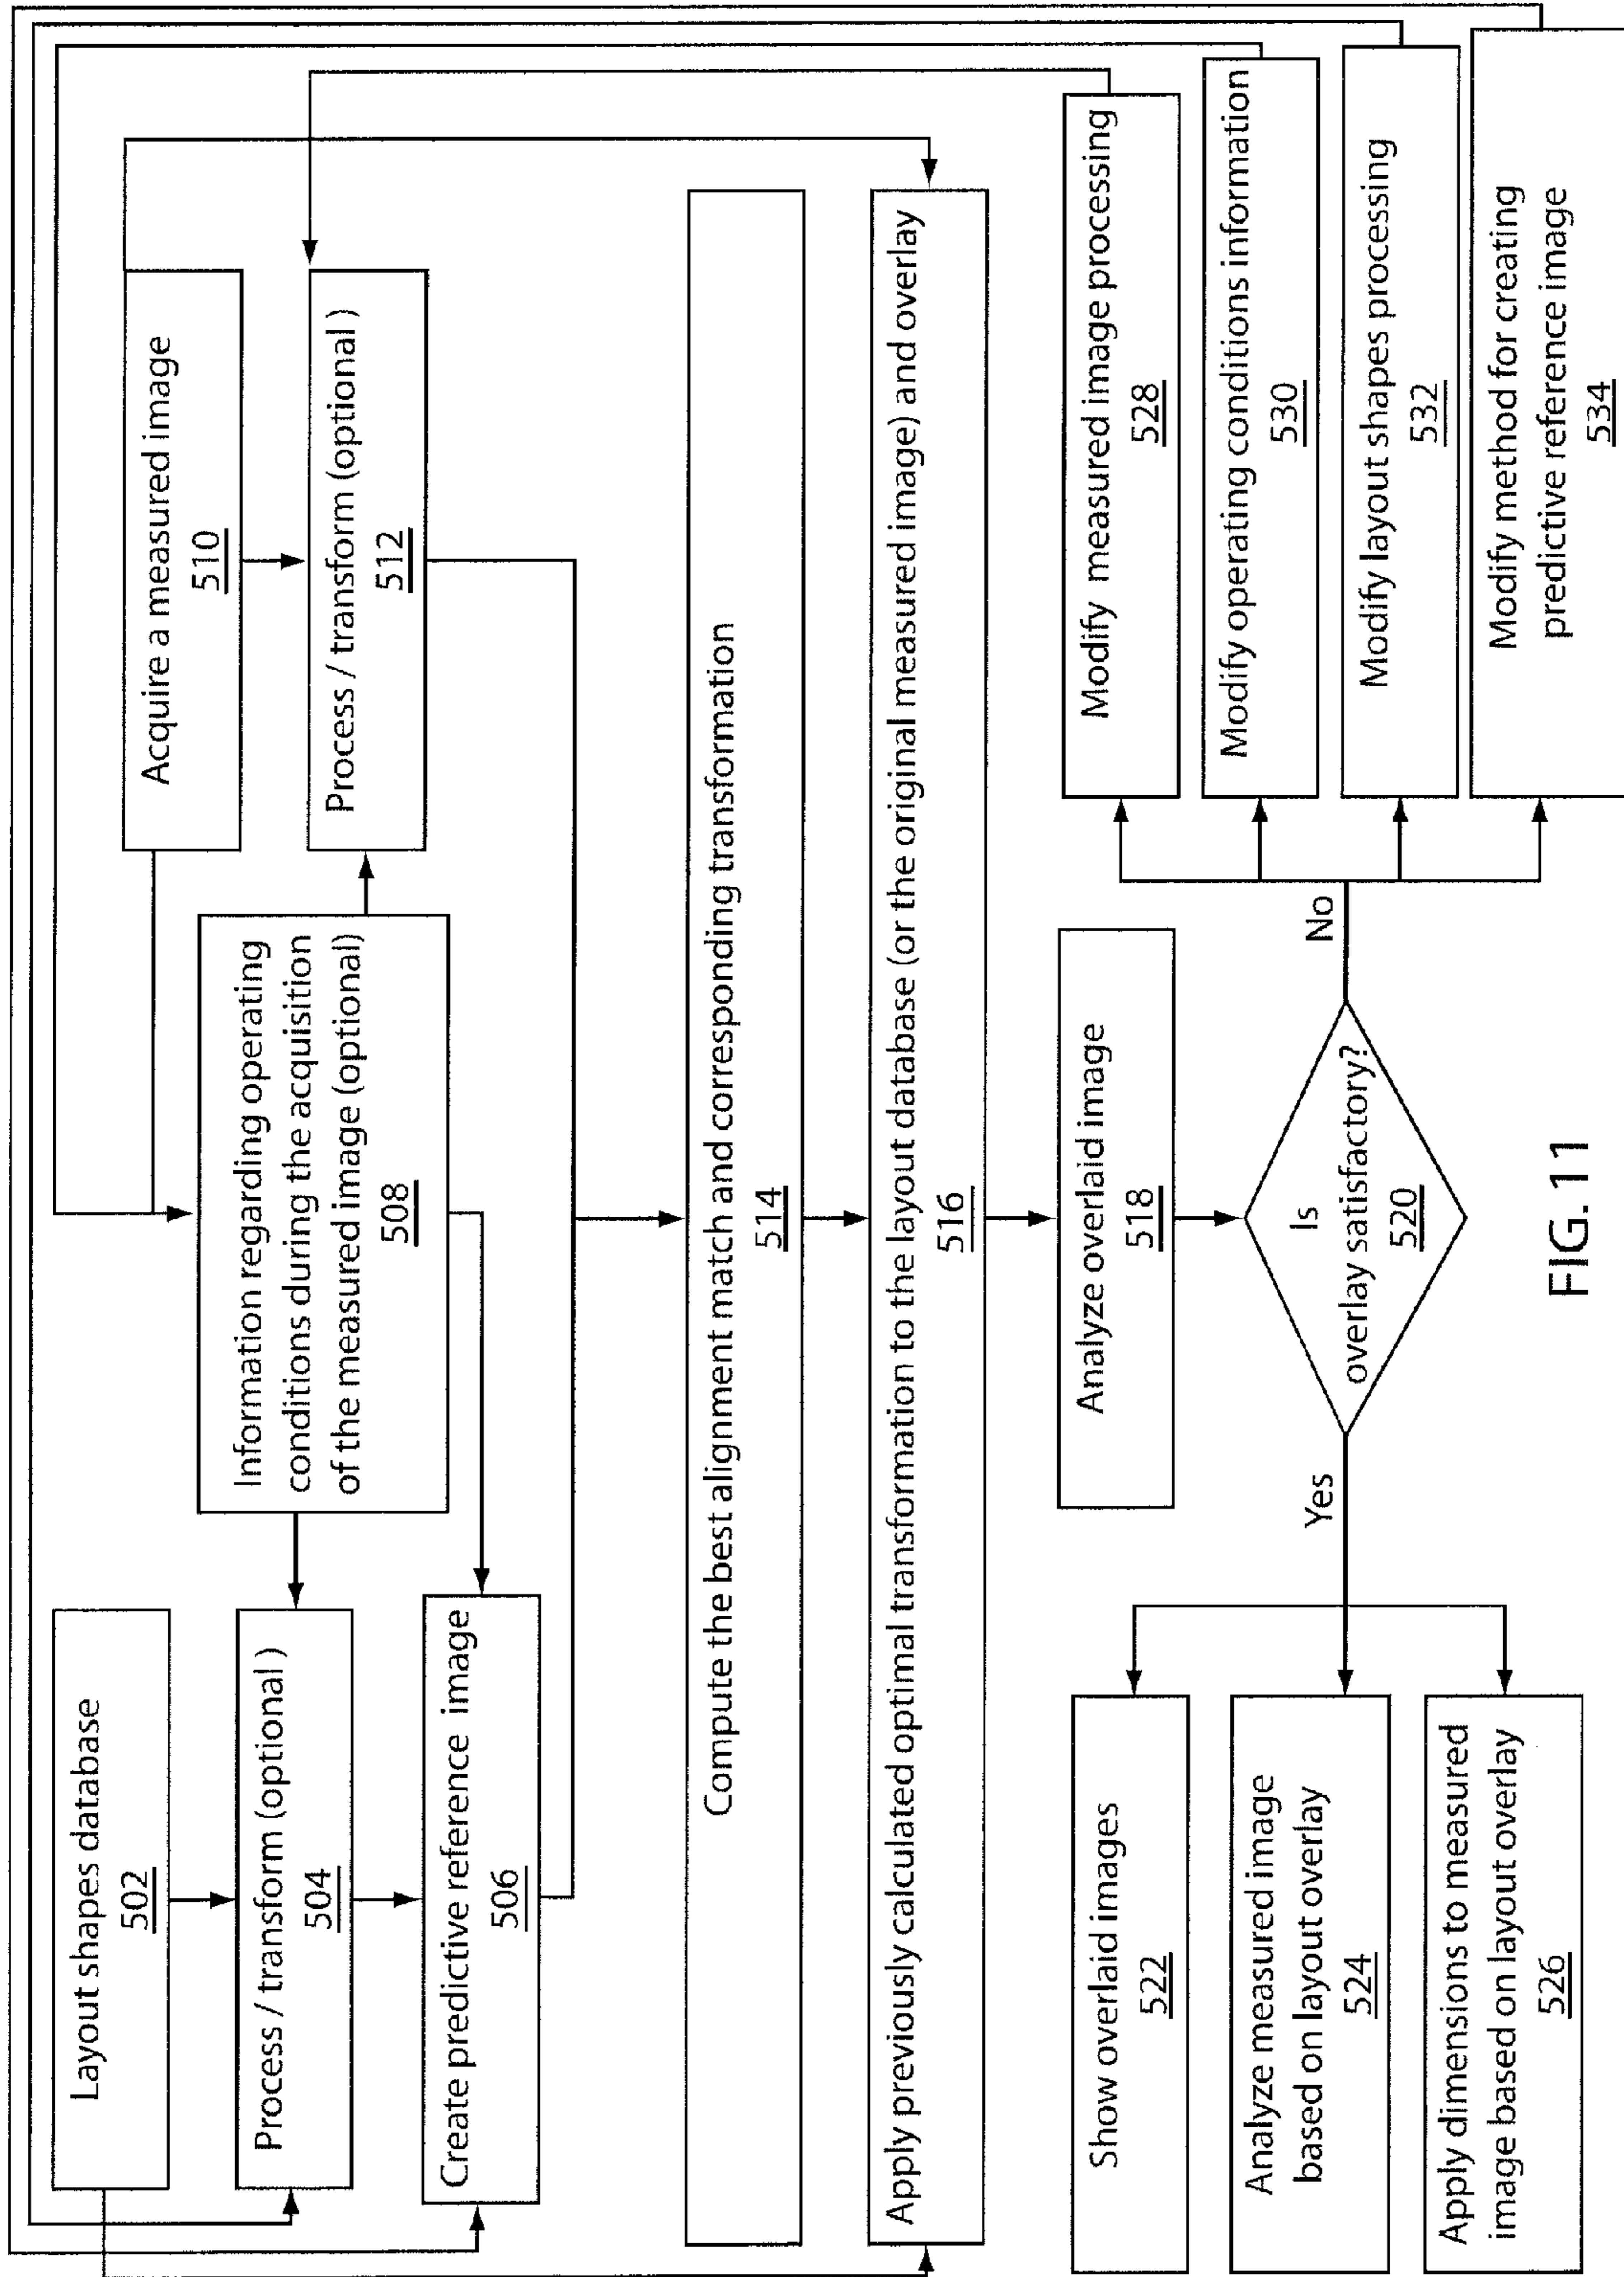 Layout shapes database
502
Process / transform (optional )
504
Create predictive reference image
506
Information regarding operating
conditions during the acquisition
of the measured image (optional)
508
Acquire a measured image
510
Process / transform (optional )
512
Compute the best alignment match and corresponding transformation
514
Apply previously calculated optimal transformation to the layout database (or the original measured image) and overlay
516
Analyze overlaid image
518
Is
overlay satisfactory?
520
Yes
No
Show overlaid images
522
Analyze measured image
based on layout overlay
524
Apply dimensions to measured
image based on layout overlay
526
Modify measured image processing
528
Modify operating conditions information
530
Modify layout shapes processing
532
Modify method for creating
predictive reference image
534
FIG. 11